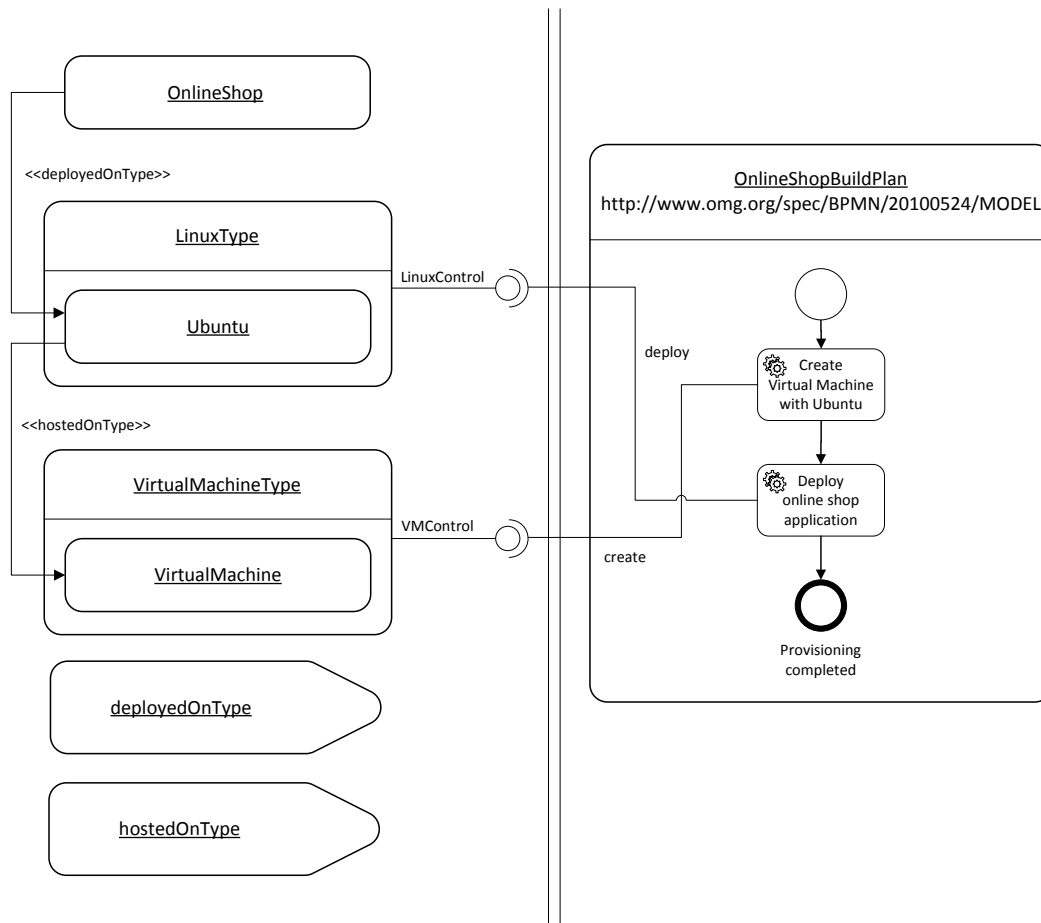 OnlineShop
<<deployedOnType>>
LinuxType
Ubuntu
LinuxControl
<<hostedOnType>>
VirtualMachineType
VirtualMachine
VMControl
deployedOnType
hostedOnType
OnlineShopBuildPlan
http://www.omg.org/spec/BPMN/20100524/MODEL
deploy
create
Create
Virtual Machine
with Ubuntu
Deploy
online shop
application
Provisioning
completed